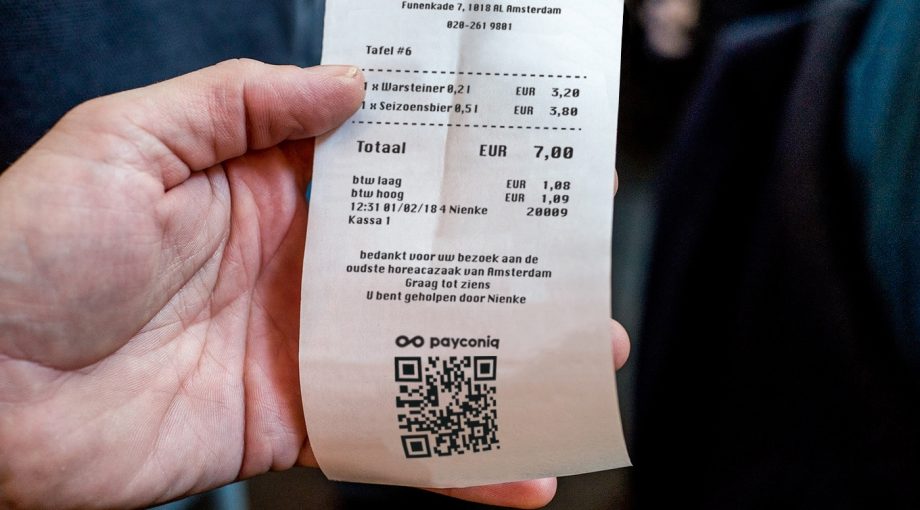 Funenkade 7, 1018 AL Amsterdam
020-261 9801
Tafel #6
1 x Warsteiner 0,2l EUR 3,20
1 x Seizoensbier 0,5l EUR 3,80
Totaal EUR 7,00
btw laag EUR 1,08
btw hoog EUR 1,09
12:31 01/02/18 4 Nienke 20009
Kassa 1
bedankt voor uw bezoek aan de
oudste horeacazaak van Amsterdam
Graag tot ziens
U bent geholpen door Nienke
payconiq